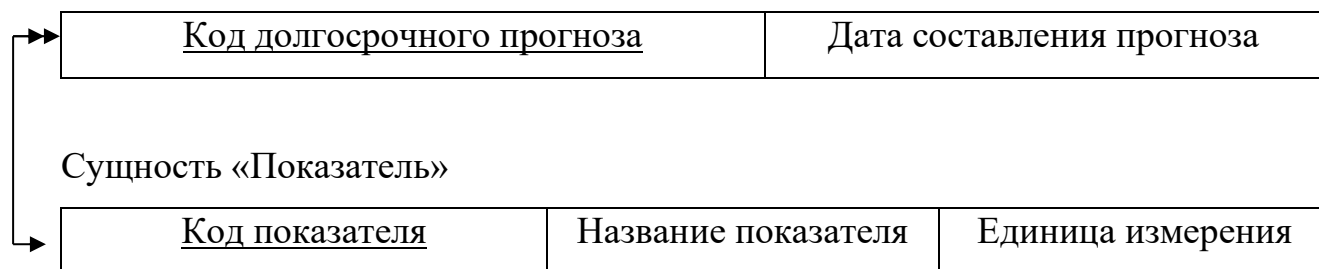 Код долгосрочного прогноза Дата составления прогноза
Сущность «Показатель»
Код показателя Название показателя Единица измерения